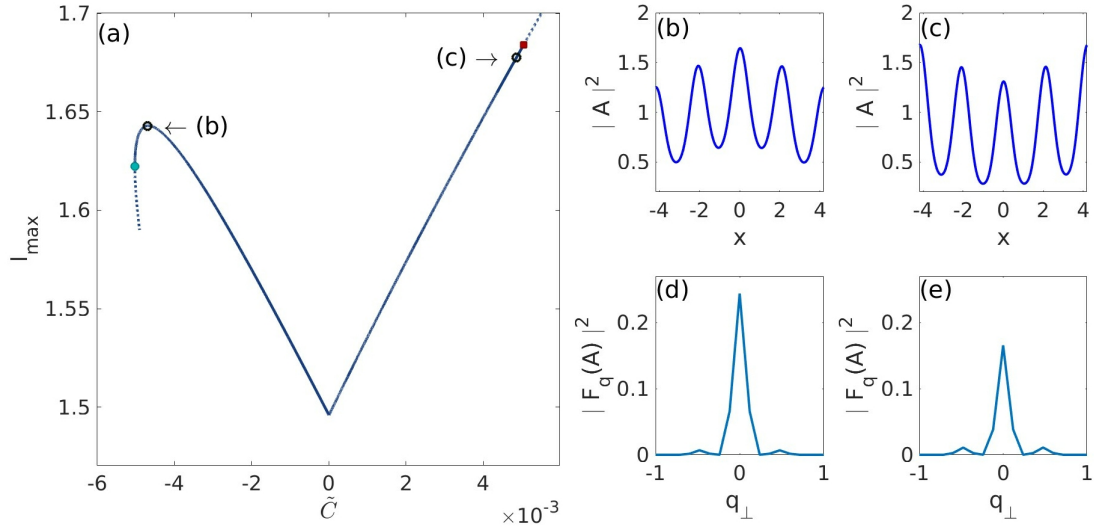 (a)
1.7
1.65
1.6
1.55
1.5
I_max
-6 -4 -2 0 2 4
×10⁻³
C̃
← (b)
(c) →
(b)
2
1.5
1
0.5
| A |²
-4 -2 0 2 4
x
(c)
2
1.5
1
0.5
| A |²
-4 -2 0 2 4
x
(d)
0.2
0.1
0
| F_q(A) |²
-1 0 1
q_⊥
(e)
0.2
0.1
0
| F_q(A) |²
-1 0 1
q_⊥